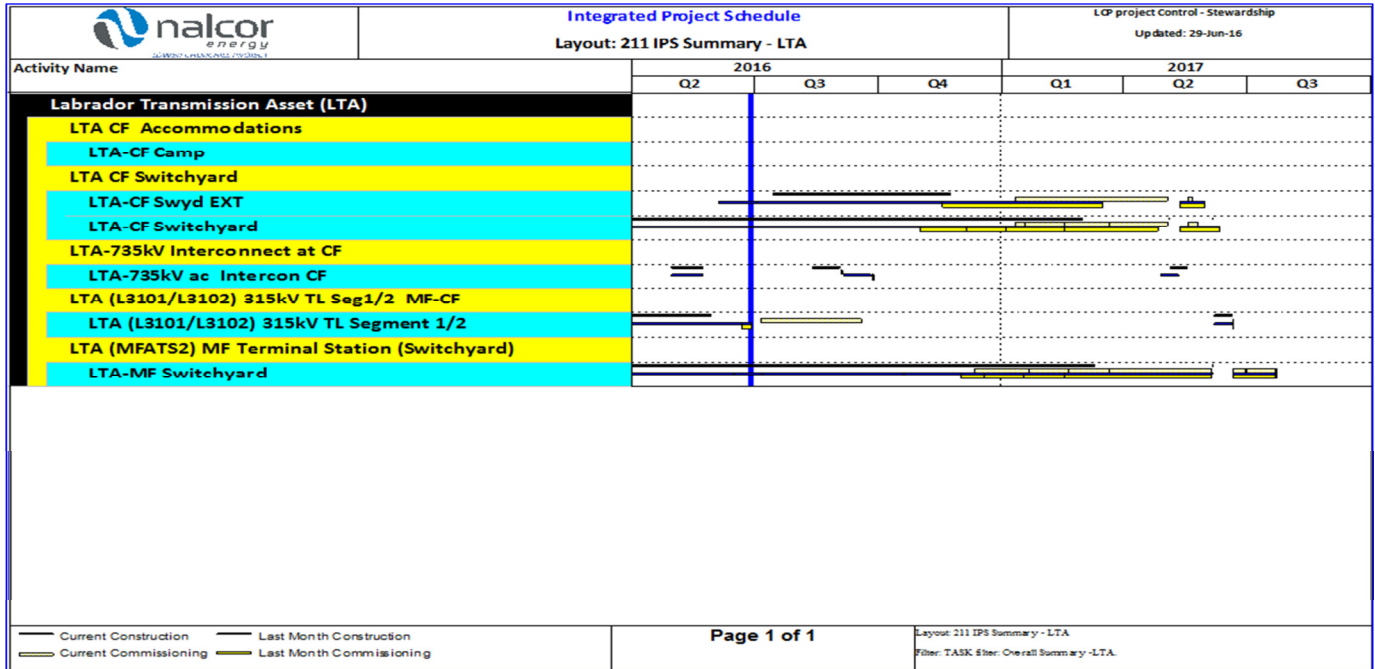 nalcor
energy
LOWER CHURCHILL PROJECT
Integrated Project Schedule
Layout: 211 IPS Summary - LTA
LCP project Control - Stewardship
Updated: 29-Jun-16
Activity Name
2016
2017
Q2
Q3
Q4
Q1
Q2
Q3
Labrador Transmission Asset (LTA)
LTA CF Accommodations
LTA-CF Camp
LTA CF Switchyard
LTA-CF Swyd EXT
LTA-CF Switchyard
LTA-735kV Interconnect at CF
LTA-735kV ac Intercon CF
LTA (L3101/L3102) 315kV TL Seg1/2 MF-CF
LTA (L3101/L3102) 315kV TL Segment 1/2
LTA (MFATS2) MF Terminal Station (Switchyard)
LTA-MF Switchyard
Current Construction
Last Month Construction
Current Commissioning
Last Month Commissioning
Page 1 of 1
Layout: 211 IPS Summary - LTA
Filter: TASK filter: Overall Summary -LTA.